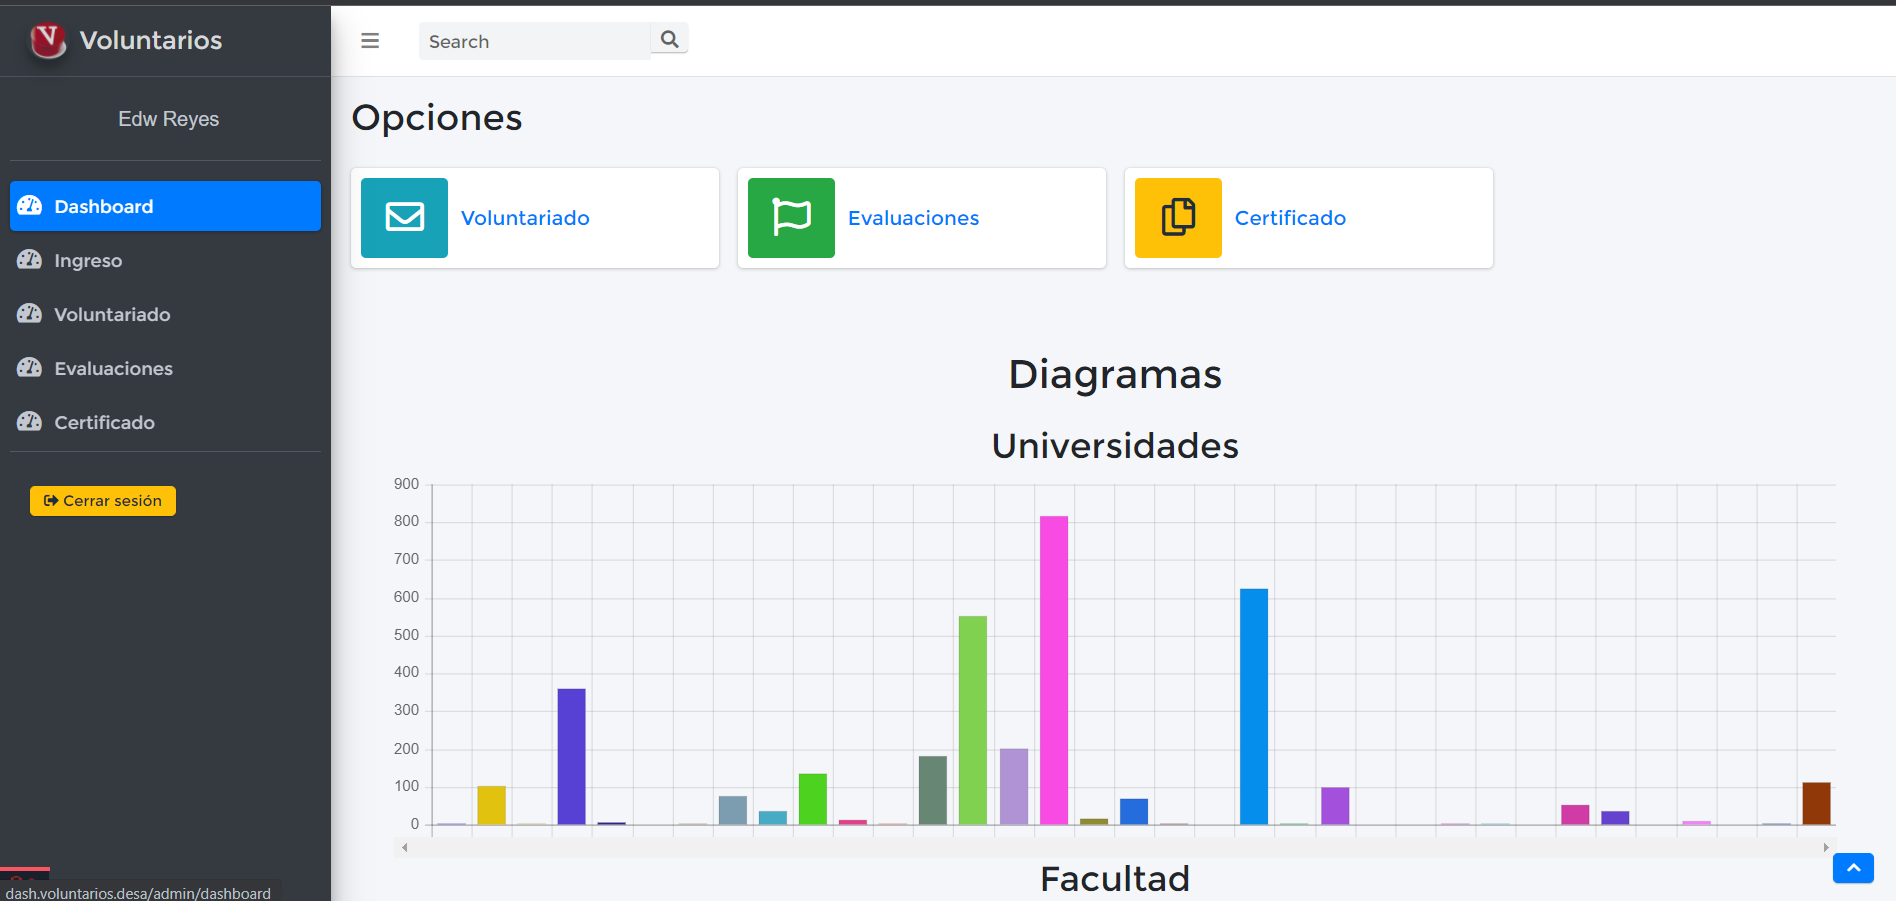 Voluntarios
Edw Reyes
Dashboard
Ingreso
Voluntariado
Evaluaciones
Certificado
Cerrar sesión
Search
Opciones
Voluntariado
Evaluaciones
Certificado
Diagramas
Universidades
900
800
700
600
500
400
300
200
100
0
Facultad
dash.voluntarios.desa/admin/dashboard